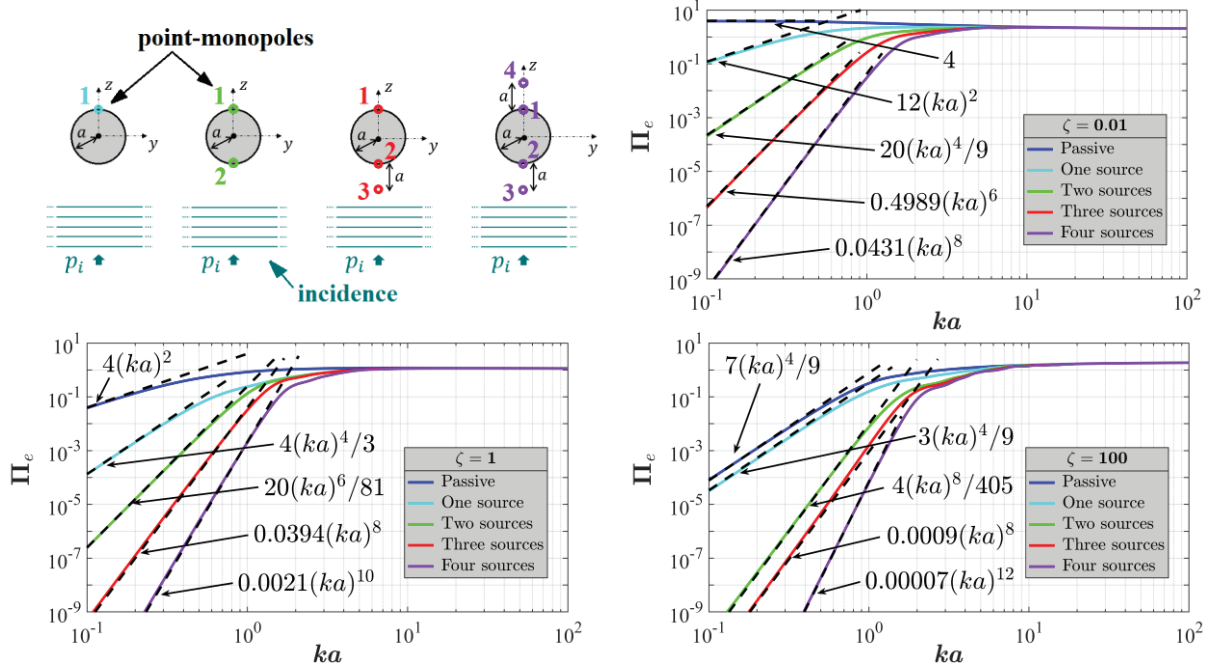 point-monopoles
1
z
a
y
1
z
a
y
2
1
z
a
y
2
3
a
4
z
a
1
a
y
2
3
a
p_i
p_i
p_i
p_i
incidence
10^1
10^-1
10^-3
10^-5
10^-7
10^-9
Π_e
4
12(ka)^2
20(ka)^4/9
0.4989(ka)^6
0.0431(ka)^8
ζ = 0.01
Passive
One source
Two sources
Three sources
Four sources
10^-1
10^0
10^1
10^2
ka
10^1
10^-1
10^-3
10^-5
10^-7
10^-9
Π_e
4(ka)^2
4(ka)^4/3
20(ka)^6/81
0.0394(ka)^8
0.0021(ka)^10
ζ = 1
Passive
One source
Two sources
Three sources
Four sources
10^-1
10^0
10^1
10^2
ka
10^1
10^-1
10^-3
10^-5
10^-7
10^-9
Π_e
7(ka)^4/9
3(ka)^4/9
4(ka)^8/405
0.0009(ka)^8
0.00007(ka)^12
ζ = 100
Passive
One source
Two sources
Three sources
Four sources
10^-1
10^0
10^1
10^2
ka